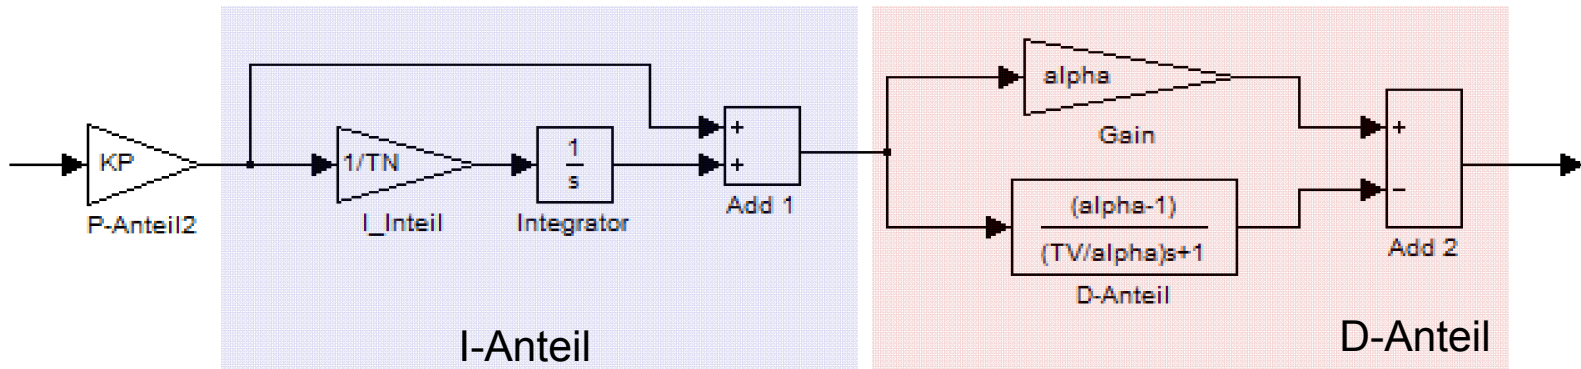 KP
P-Anteil2
1/TN
I_Inteil
1
s
Integrator
+
+
Add 1
I-Anteil
alpha
Gain
(alpha-1)
(TV/alpha)s+1
D-Anteil
+
−
Add 2
D-Anteil